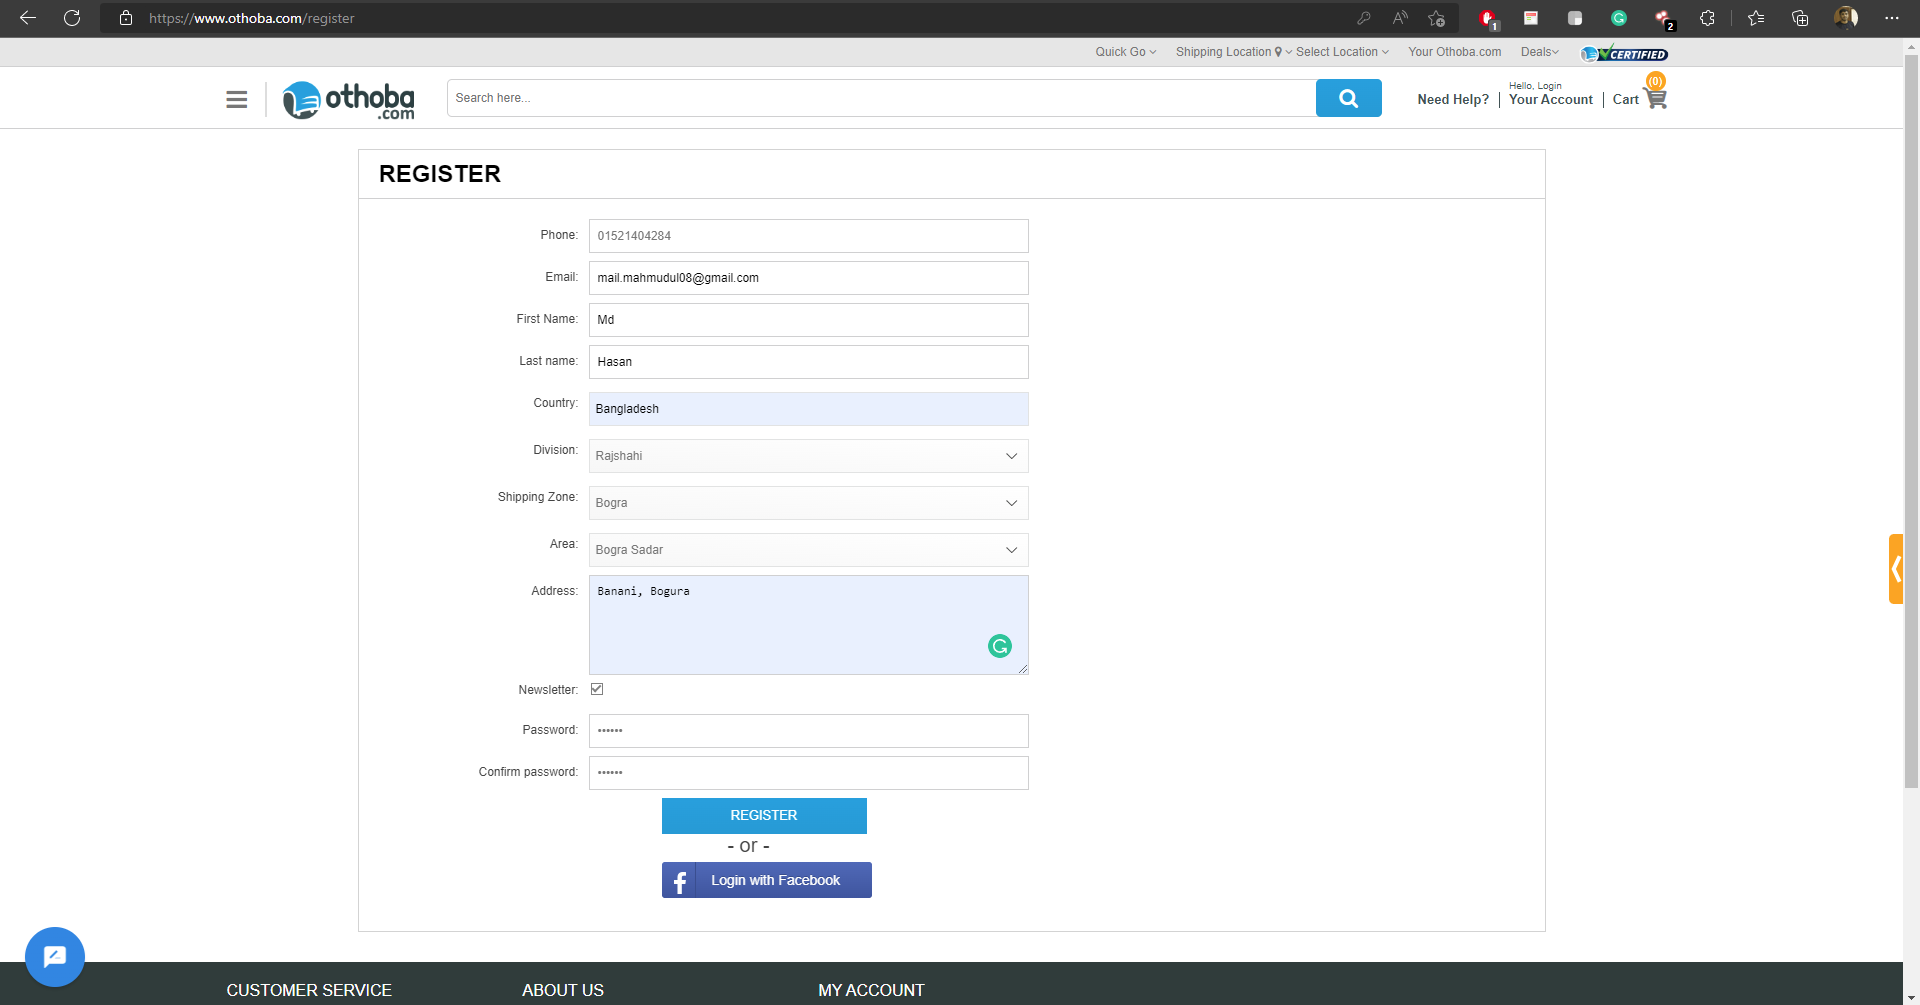 https://www.othoba.com/register
1
2
Quick Go
Shipping Location
Select Location
Your Othoba.com
Deals
CERTIFIED
othoba
.com
Search here...
Need Help?
Hello, Login
Your Account
Cart
(0)
REGISTER
Phone: 01521404284
Email: mail.mahmudul08@gmail.com
First Name: Md
Last name: Hasan
Country: Bangladesh
Division: Rajshahi
Shipping Zone: Bogra
Area: Bogra Sadar
Address: Banani, Bogura
Newsletter:
Password: ••••••
Confirm password: ••••••
REGISTER
- or -
Login with Facebook
CUSTOMER SERVICE
ABOUT US
MY ACCOUNT